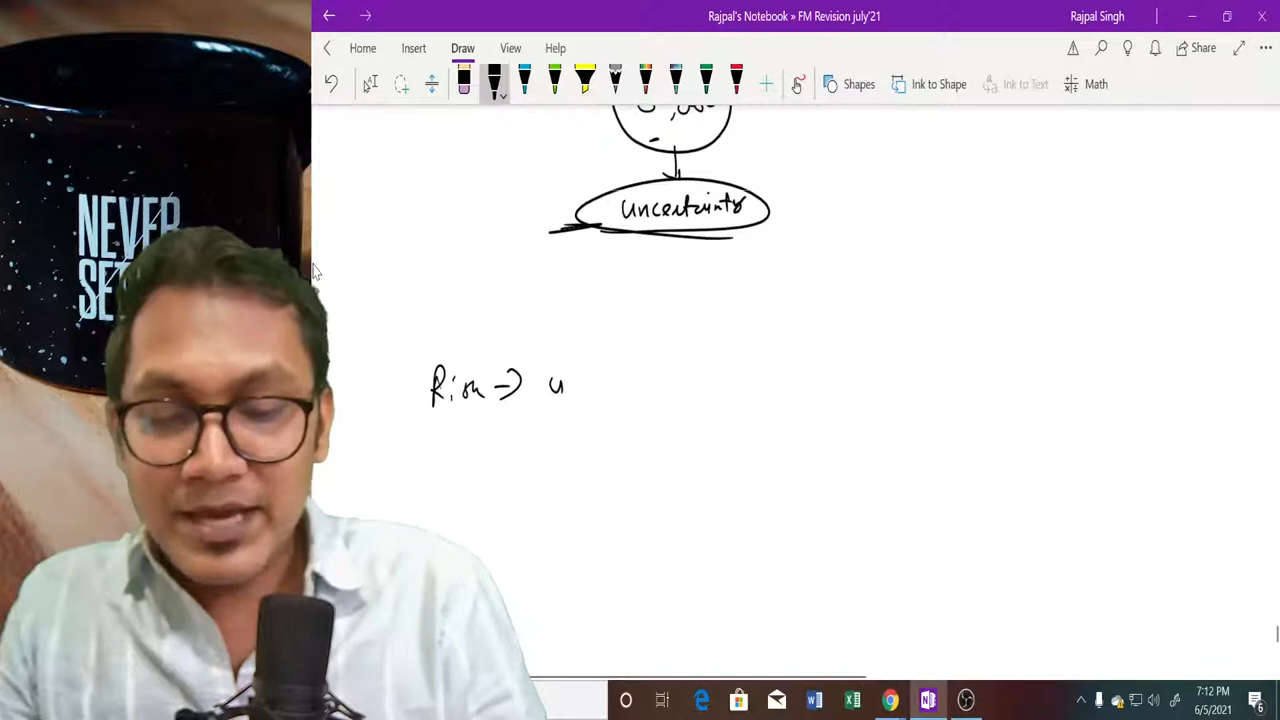 Rajpal's Notebook » FM Revision july'21
Rajpal Singh
Home Insert Draw View Help
Share
Shapes
Ink to Shape
Ink to Text
Math
uncertainty
NEVER
SE
Risk → u
7:12 PM
6/5/2021
6